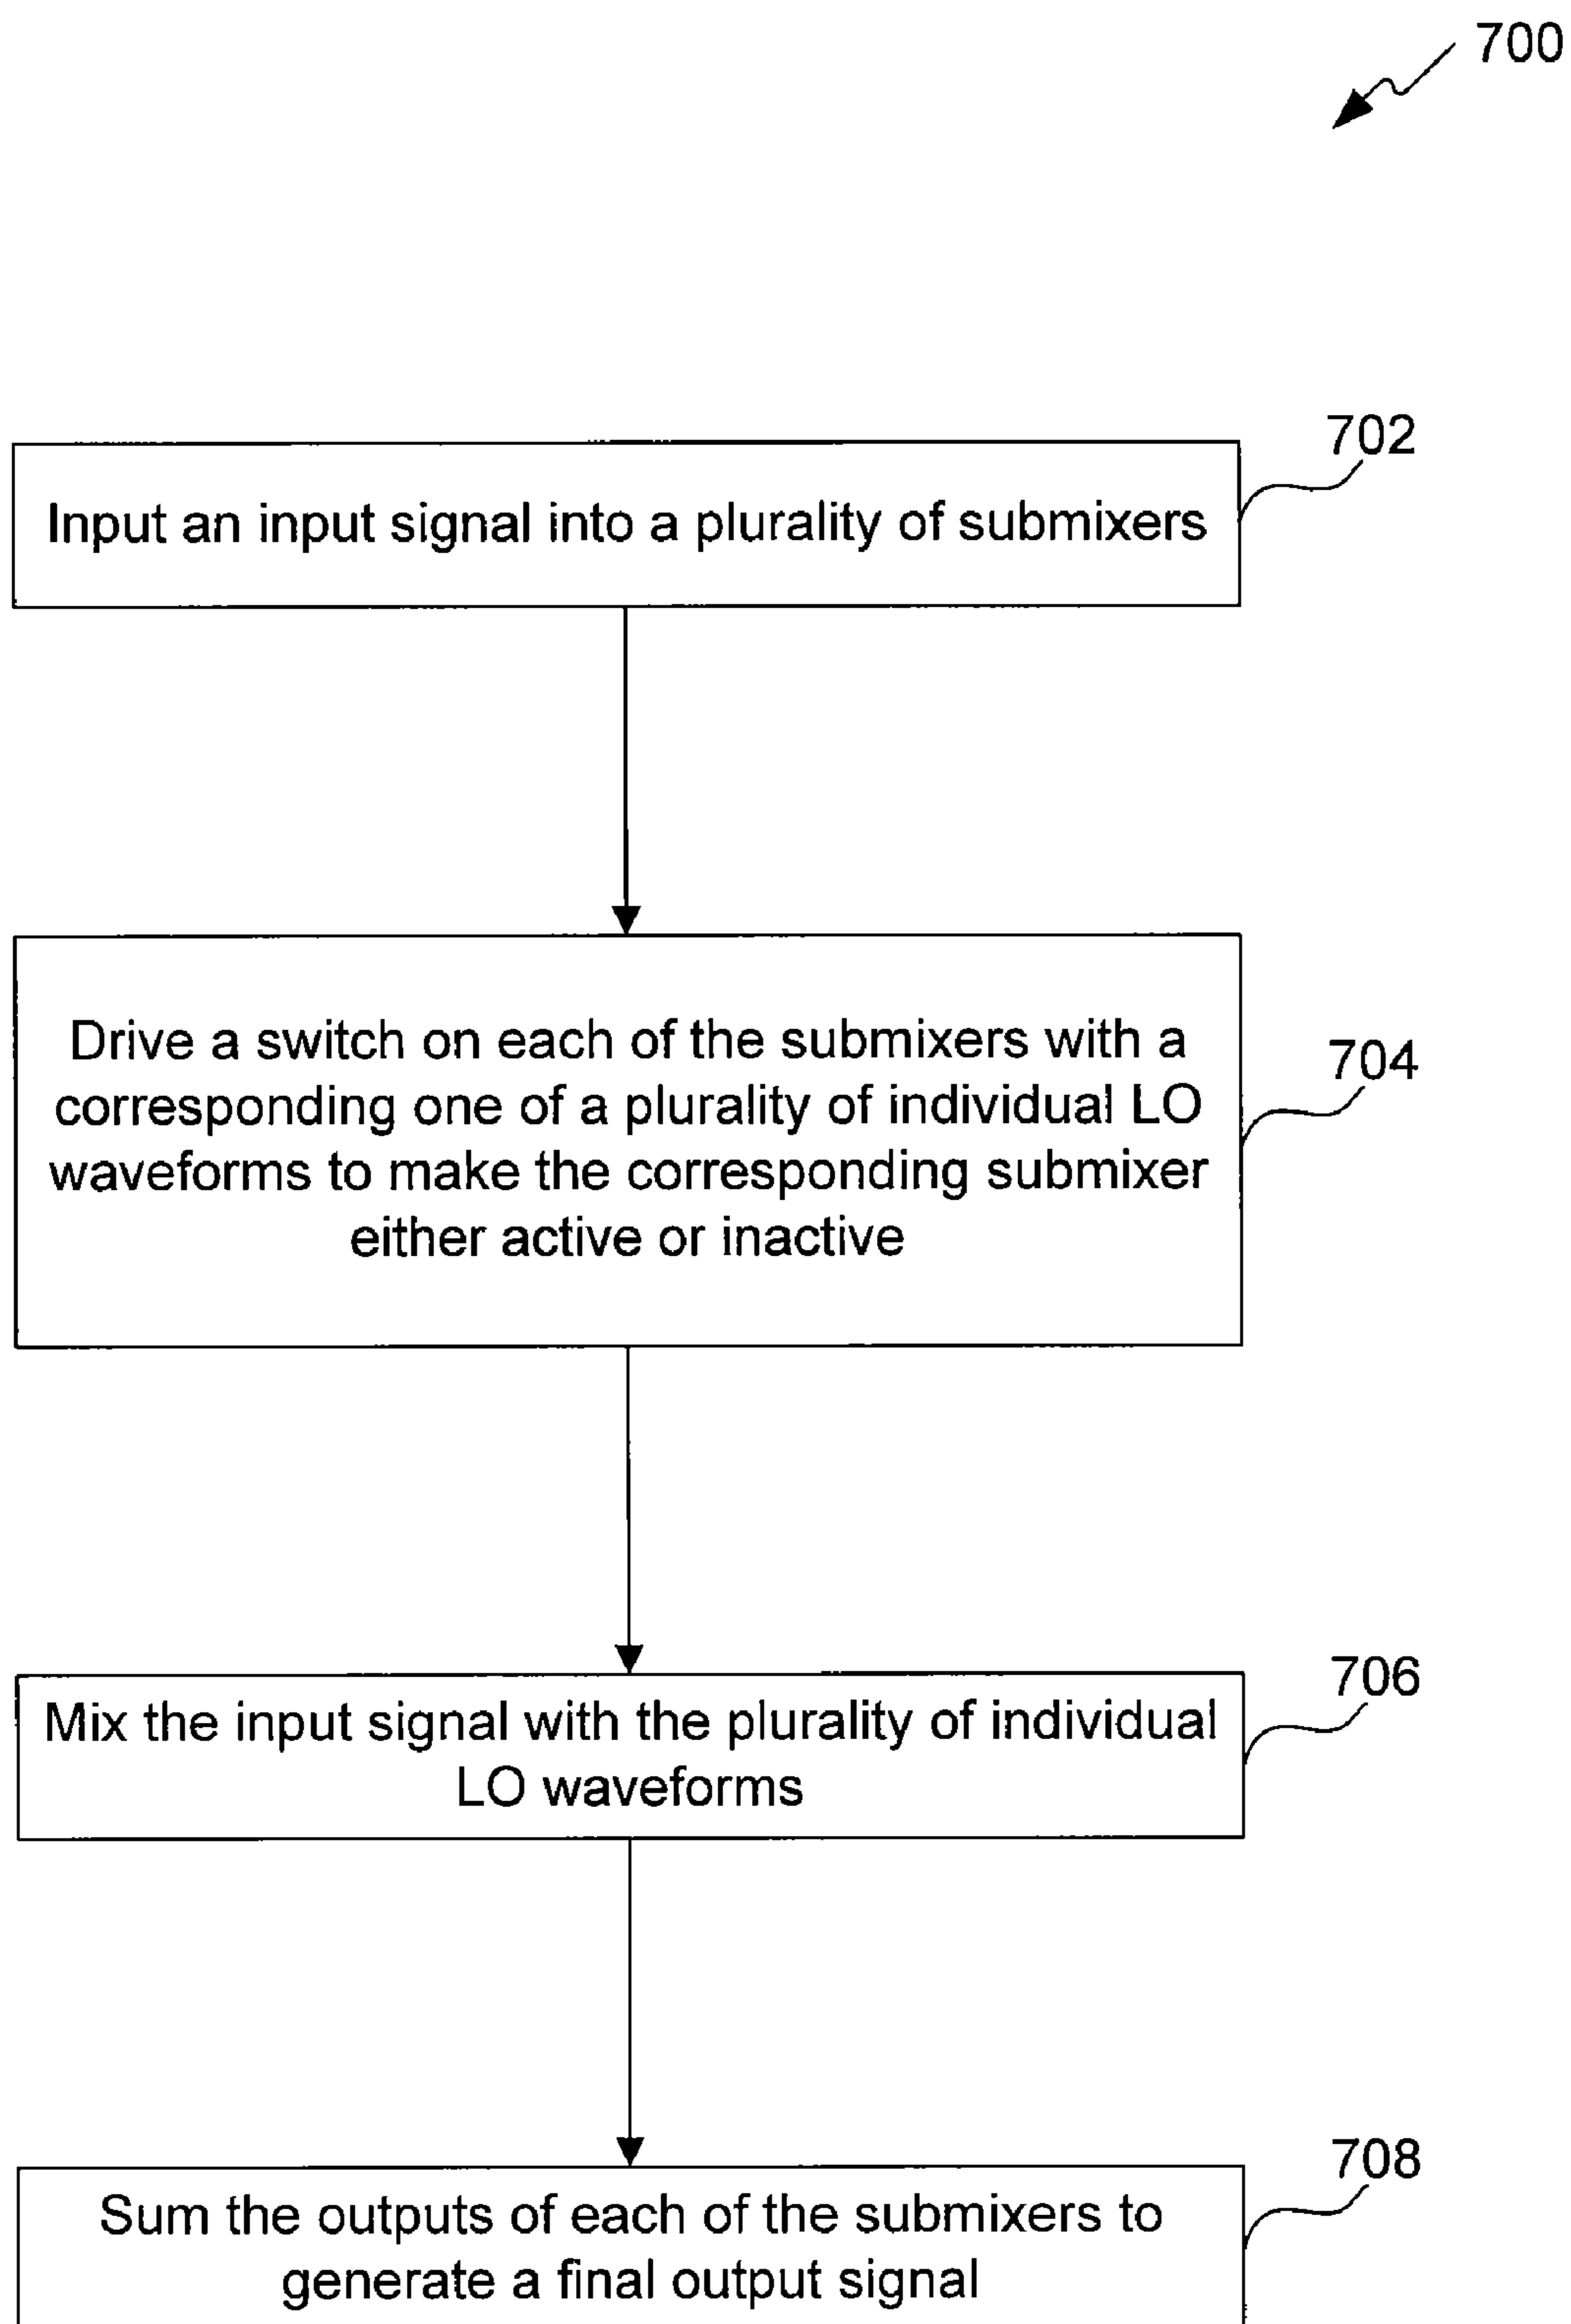 700
702
Input an input signal into a plurality of submixers
Drive a switch on each of the submixers with a
corresponding one of a plurality of individual LO
waveforms to make the corresponding submixer
either active or inactive
704
706
Mix the input signal with the plurality of individual
LO waveforms
708
Sum the outputs of each of the submixers to
generate a final output signal